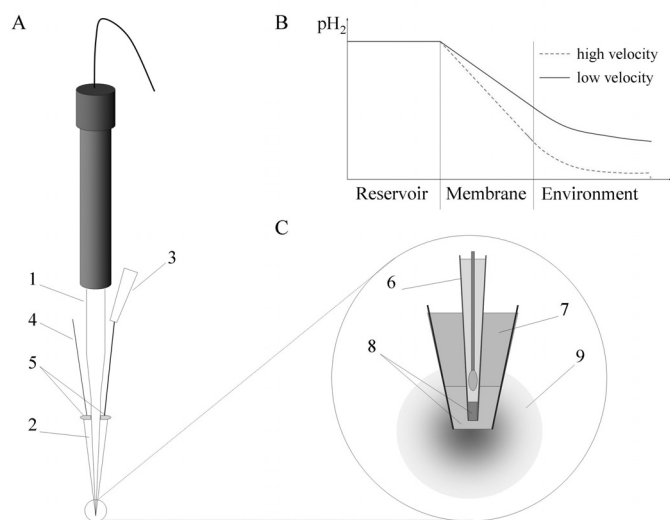 A
B
pH₂
high velocity
low velocity
Reservoir Membrane Environment
C
1
2
3
4
5
6
7
8
9